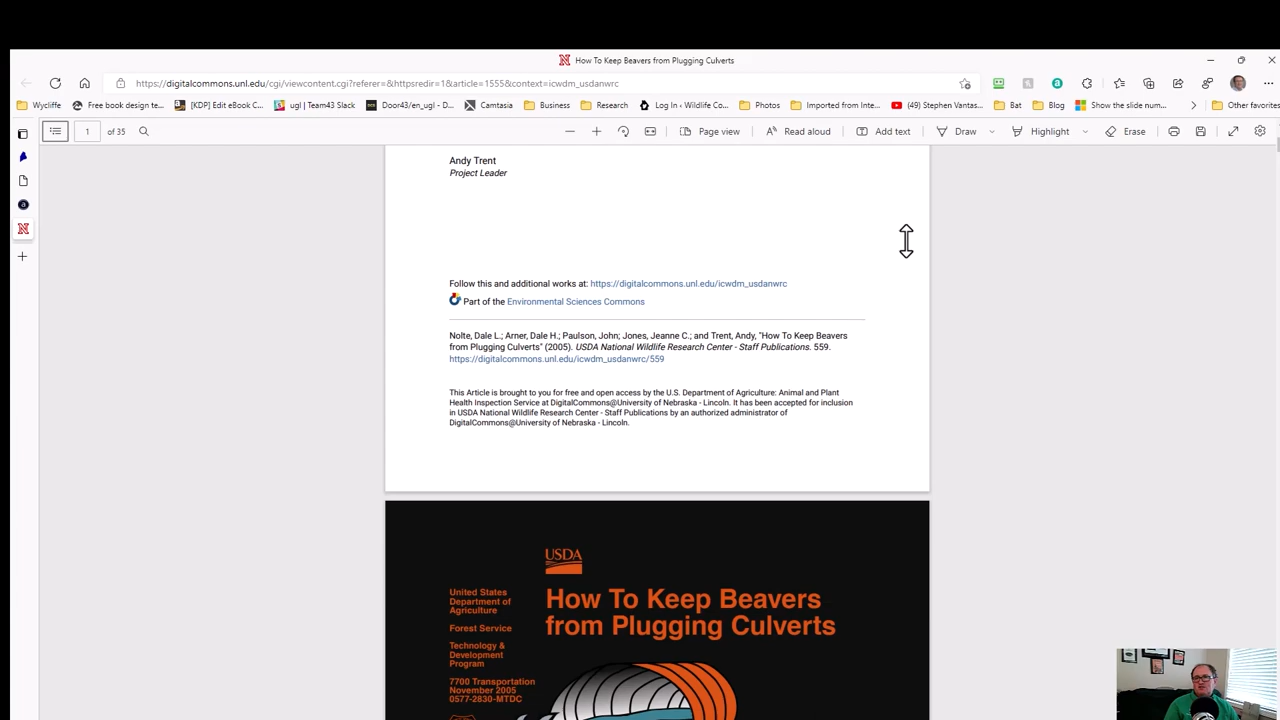 How To Keep Beavers from Plugging Culverts
https://digitalcommons.unl.edu/cgi/viewcontent.cgi?referer=&httpsredir=1&article=1555&context=icwdm_usdanwrc
Wycliffe
Free book design te...
[KDP] Edit eBook C...
ugl | Team43 Slack
Door43/en_ugl - D...
Camtasia
Business
Research
Log In ‹ Wildlife Co...
Photos
Imported from Inte...
(49) Stephen Vantas...
Bat
Blog
Show the slide num...
Other favorites
1 of 35
Page view
Read aloud
Add text
Draw
Highlight
Erase
Andy Trent
Project Leader
Follow this and additional works at: https://digitalcommons.unl.edu/icwdm_usdanwrc
Part of the Environmental Sciences Commons
Nolte, Dale L.; Arner, Dale H.; Paulson, John; Jones, Jeanne C.; and Trent, Andy, "How To Keep Beavers
from Plugging Culverts" (2005). USDA National Wildlife Research Center - Staff Publications. 559.
https://digitalcommons.unl.edu/icwdm_usdanwrc/559
This Article is brought to you for free and open access by the U.S. Department of Agriculture: Animal and Plant
Health Inspection Service at DigitalCommons@University of Nebraska - Lincoln. It has been accepted for inclusion
in USDA National Wildlife Research Center - Staff Publications by an authorized administrator of
DigitalCommons@University of Nebraska - Lincoln.
USDA
United States
Department of
Agriculture
Forest Service
Technology &
Development
Program
7700 Transportation
November 2005
0577-2830-MTDC
How To Keep Beavers
from Plugging Culverts